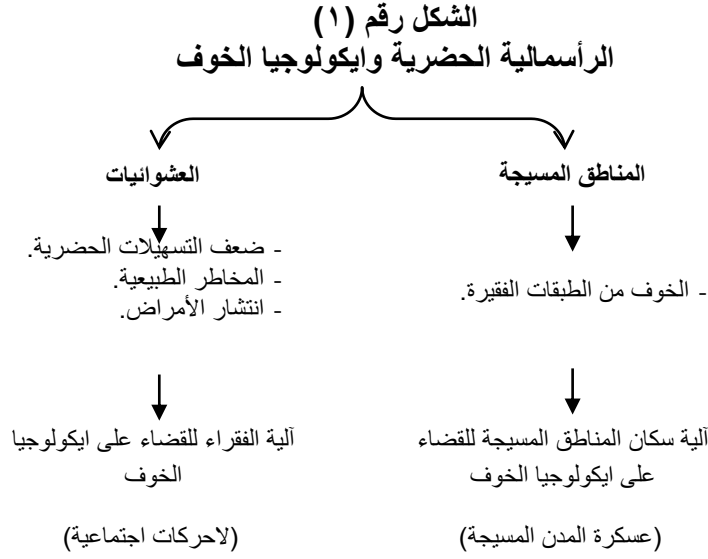 الشكل رقم (١)
الرأسمالية الحضرية وايكولوجيا الخوف
المناطق المسيجة
- الخوف من الطبقات الفقيرة.
آلية سكان المناطق المسيجة للقضاء
على ايكولوجيا الخوف
(عسكرة المدن المسيجة)
العشوائيات
- ضعف التسهيلات الحضرية.
- المخاطر الطبيعية.
- انتشار الأمراض.
آلية الفقراء للقضاء على ايكولوجيا
الخوف
(لاحركات اجتماعية)